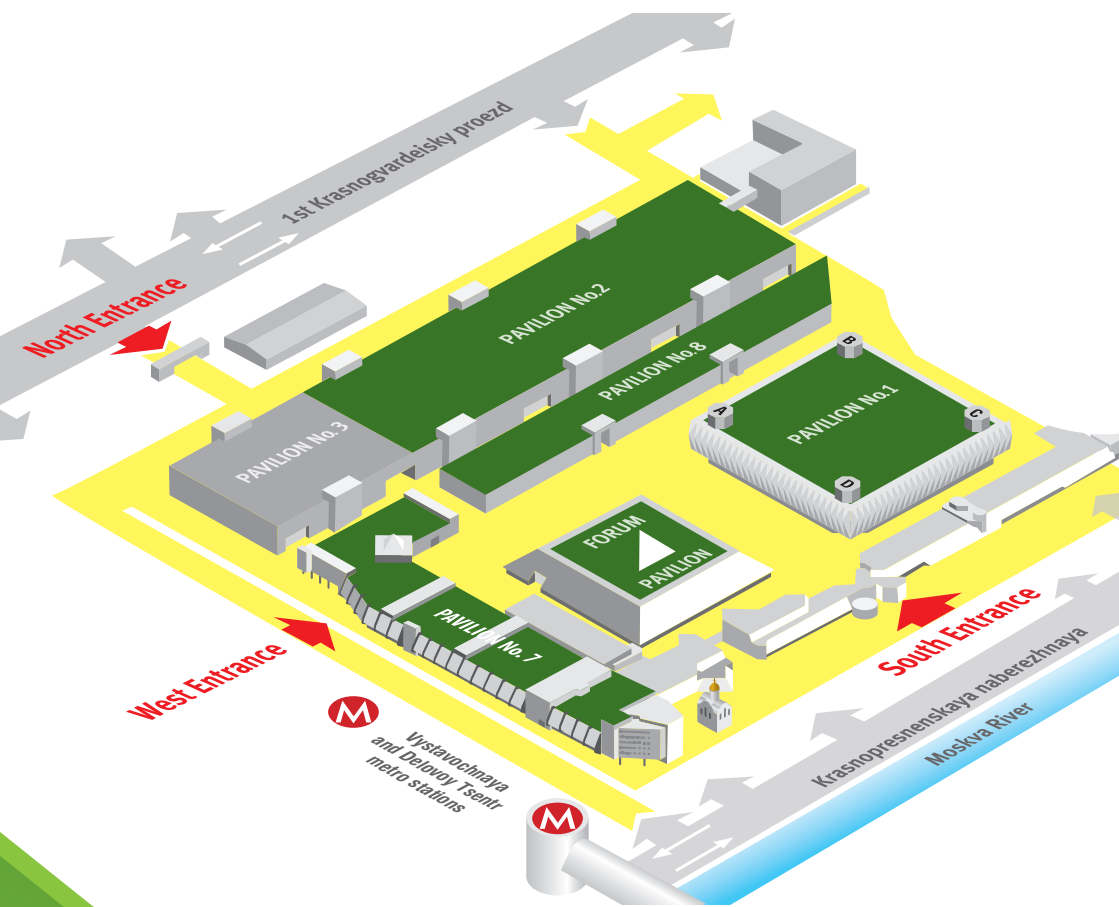 1st Krasnogvardeisky proezd
North Entrance
PAVILION No.2
PAVILION No.8
PAVILION No. 3
B
A
PAVILION No.1
C
D
FORUM
PAVILION
PAVILION No. 7
West Entrance
South Entrance
M
Vystavochnaya
and Delovoy Tsentr
metro stations
Krasnopresnenskaya naberezhnaya
Moskva River
M